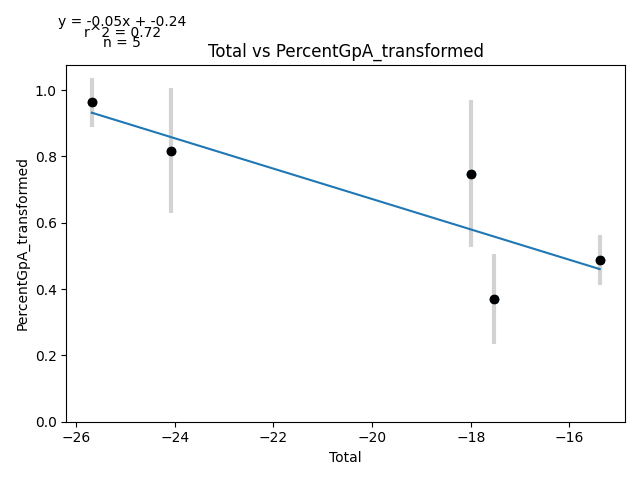 y = -0.05x + -0.24
r^2 = 0.72
n = 5
Total vs PercentGpA_transformed
PercentGpA_transformed
1.0
0.8
0.6
0.4
0.2
0.0
−26
−24
−22
−20
−18
−16
Total